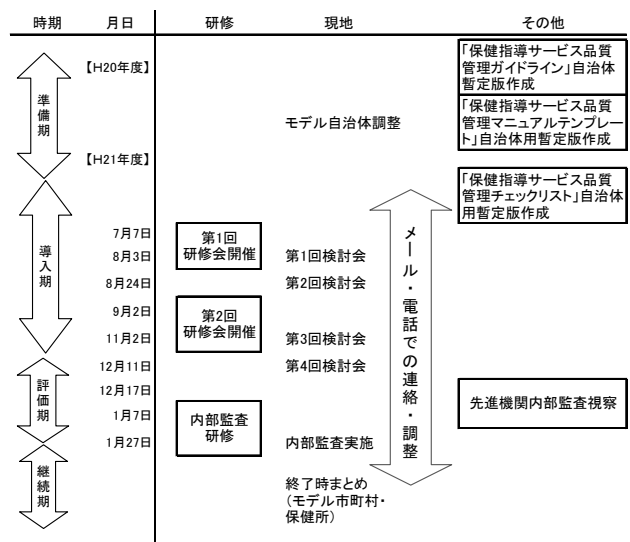 時期 月日 研修 現地 その他
【H20年度】
「保健指導サービス品質
管理ガイドライン」自治体
暫定版作成
準備期
モデル自治体調整
「保健指導サービス品質
管理マニュアルテンプレー
ト」自治体用暫定版作成
【H21年度】
「保健指導サービス品質
管理チェックリスト」自治体
用暫定版作成
導入期
メール・電話での連絡・調整
7月7日
第1回
研修会開催
8月3日 第1回検討会
8月24日 第2回検討会
9月2日
第2回
研修会開催
11月2日 第3回検討会
12月11日 第4回検討会
評価期
12月17日
先進機関内部監査視察
1月7日
内部監査
研修
1月27日 内部監査実施
継続期
終了時まとめ
(モデル市町村・
保健所)